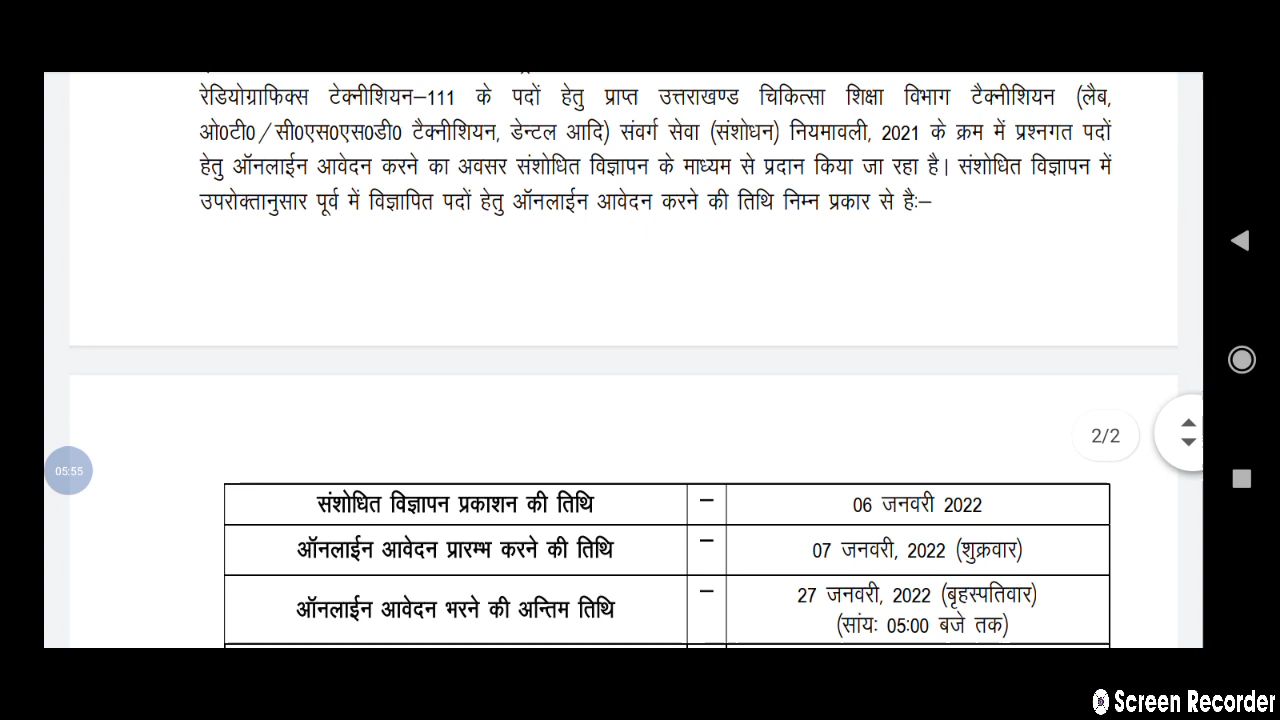 रेडियोग्राफिक्स टेक्नीशियन–111 के पदों हेतु प्राप्त उत्तराखण्ड चिकित्सा शिक्षा विभाग टैक्नीशियन (लैब,
ओ0टी0/सी0एस0एस0डी0 टैक्नीशियन, डेन्टल आदि) संवर्ग सेवा (संशोधन) नियमावली, 2021 के क्रम में प्रश्नगत पदों
हेतु ऑनलाईन आवेदन करने का अवसर संशोधित विज्ञापन के माध्यम से प्रदान किया जा रहा है। संशोधित विज्ञापन में
उपरोक्तानुसार पूर्व में विज्ञापित पदों हेतु ऑनलाईन आवेदन करने की तिथि निम्न प्रकार से है:–
2/2
05:55
संशोधित विज्ञापन प्रकाशन की तिथि – 06 जनवरी 2022
ऑनलाईन आवेदन प्रारम्भ करने की तिथि – 07 जनवरी, 2022 (शुक्रवार)
ऑनलाईन आवेदन भरने की अन्तिम तिथि – 27 जनवरी, 2022 (बृहस्पतिवार)
(सांयः 05:00 बजे तक)
Screen Recorder